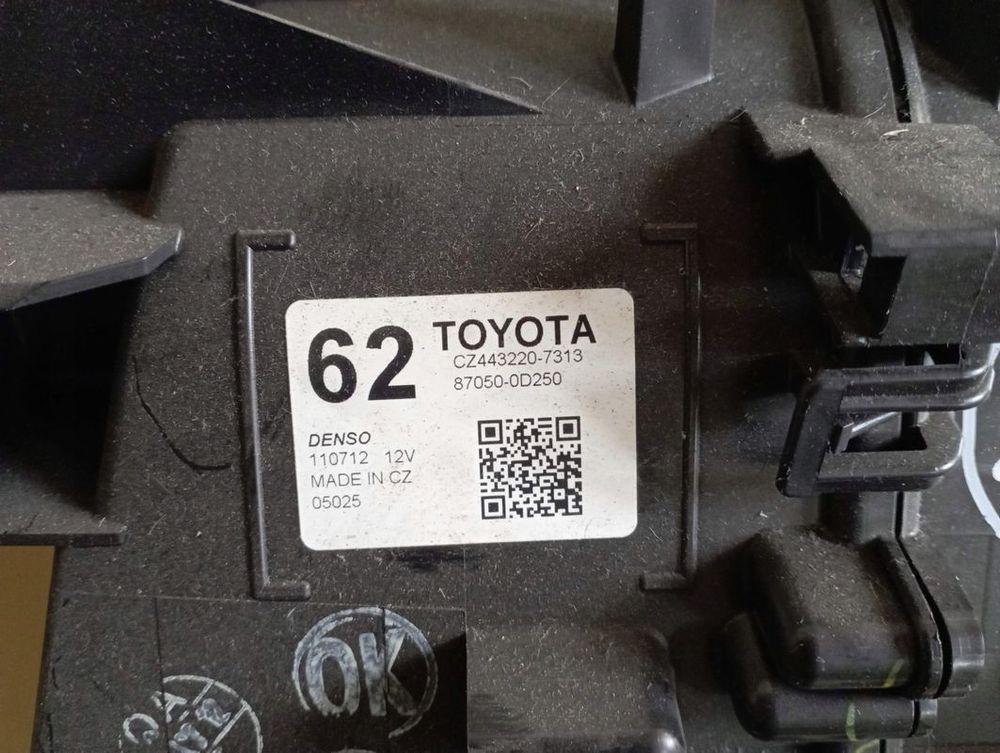 62
TOYOTA
CZ443220-7313
87050-0D250
DENSO
110712 12V
MADE IN CZ
05025
OK